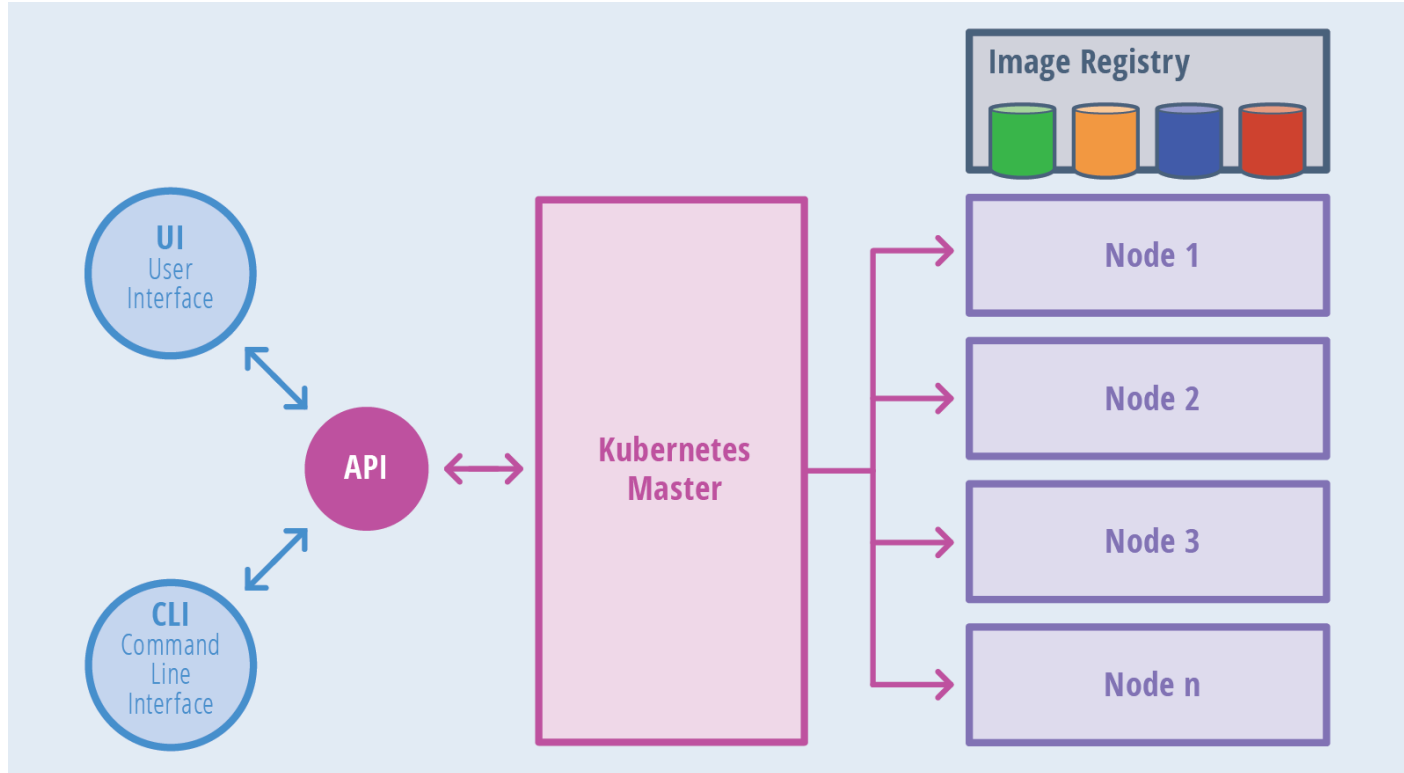 Image Registry
UI
User
Interface
API
CLI
Command
Line
Interface
Kubernetes
Master
Node 1
Node 2
Node 3
Node n